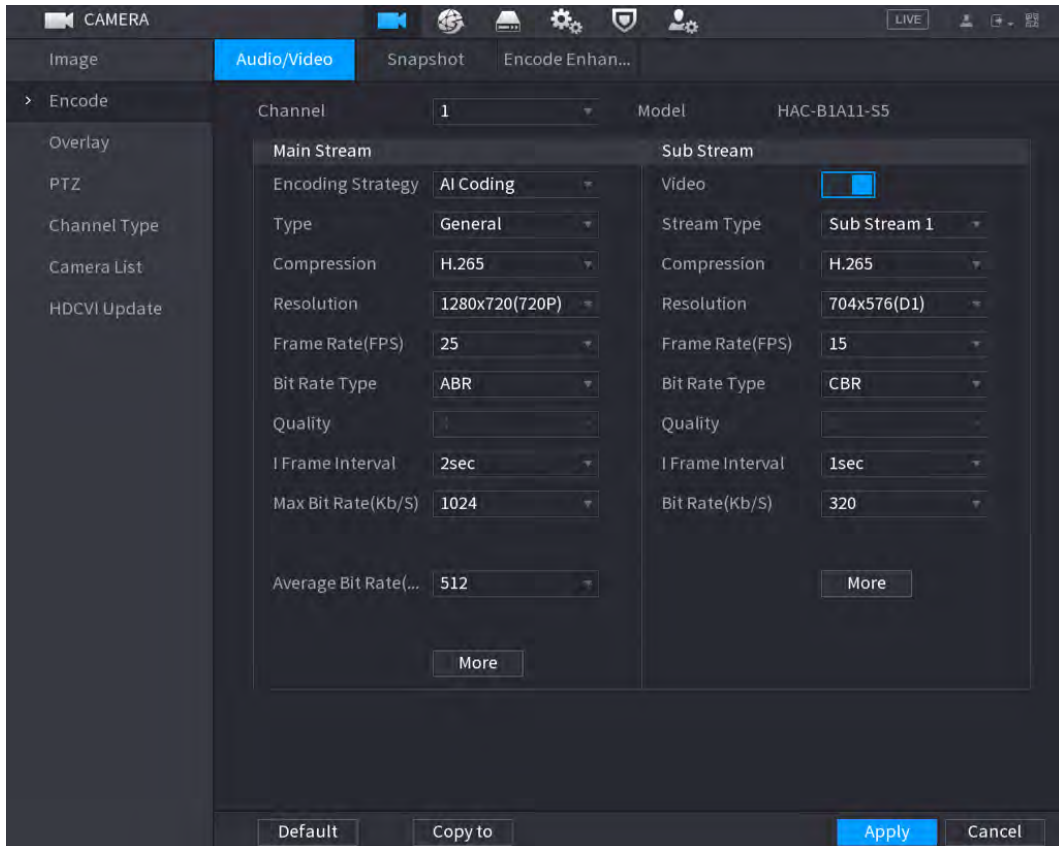 CAMERA
LIVE
Image
Audio/Video Snapshot Encode Enhan...
> Encode
Channel 1 Model HAC-B1A11-S5
Overlay
Main Stream Sub Stream
PTZ
Encoding Strategy AI Coding Video
Channel Type
Type General Stream Type Sub Stream 1
Camera List
Compression H.265 Compression H.265
HDCVI Update
Resolution 1280x720(720P) Resolution 704x576(D1)
Frame Rate(FPS) 25 Frame Rate(FPS) 15
Bit Rate Type ABR Bit Rate Type CBR
Quality Quality
I Frame Interval 2sec I Frame Interval 1sec
Max Bit Rate(Kb/S) 1024 Bit Rate(Kb/S) 320
Average Bit Rate(... 512 More
More
Default Copy to Apply Cancel